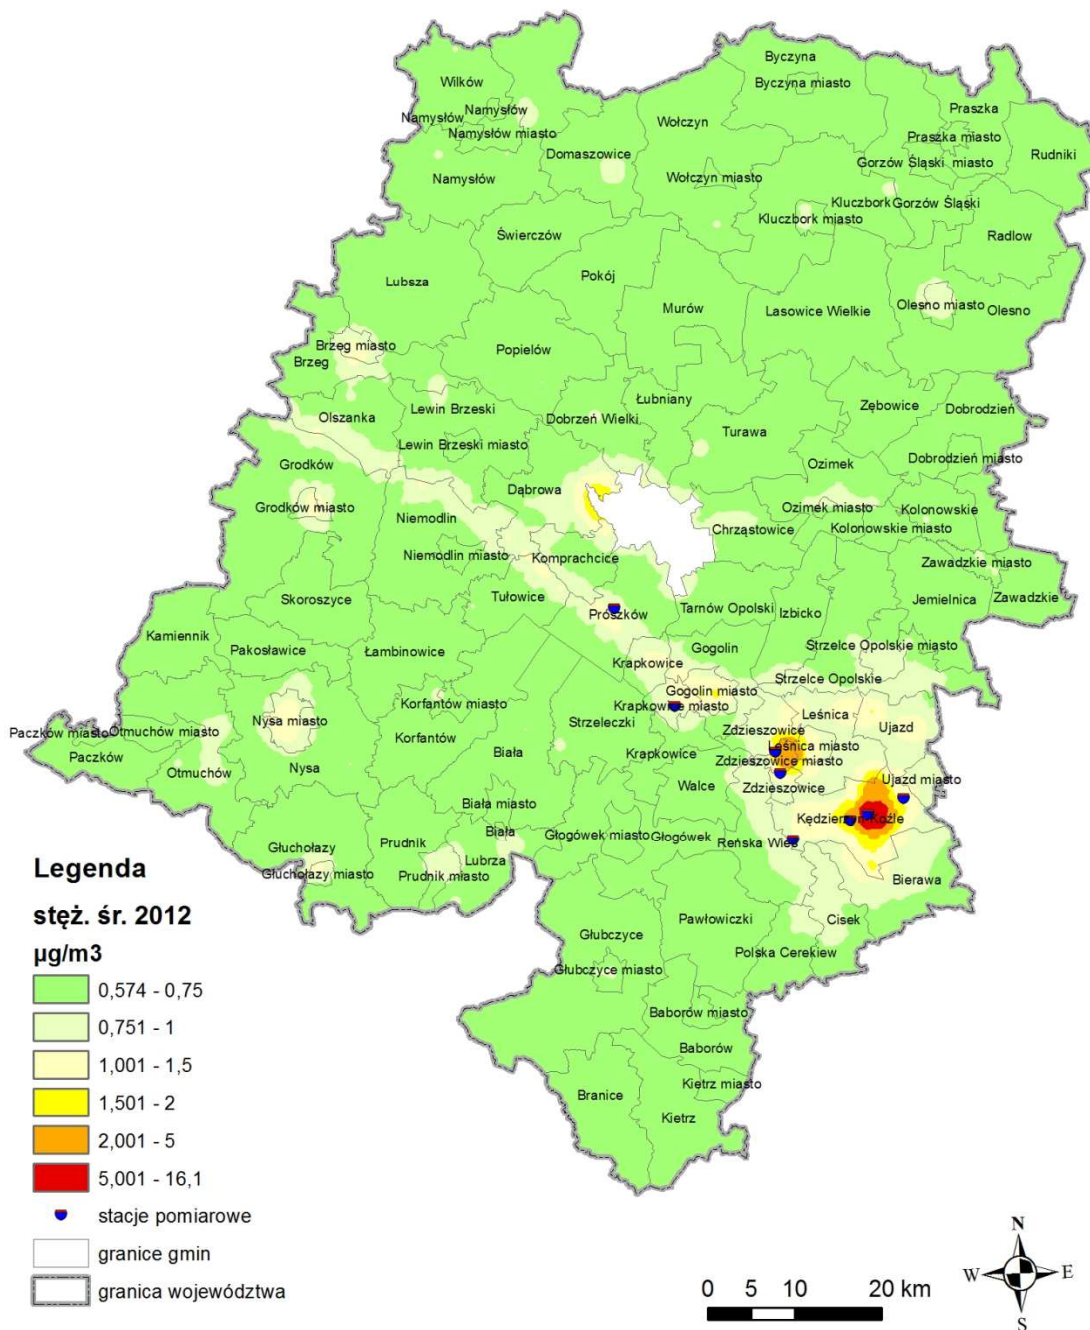 Byczyna
Byczyna miasto
Wilków
Namysłów
Namysłów
Namysłów miasto
Praszka
Praszka miasto
Wołczyn
Rudniki
Domaszowice
Gorzów Śląski miasto
Namysłów
Wołczyn miasto
Kluczbork
Gorzów Śląski
Kluczbork miasto
Świerczów
Radlow
Pokój
Lubsza
Olesno miasto
Murów
Lasowice Wielkie
Olesno
Brzeg miasto
Popielów
Brzeg
Łubniany
Zębowice
Dobrodzień
Lewin Brzeski
Olszanka
Dobrzeń Wielki
Turawa
Lewin Brzeski miasto
Dobrodzień miasto
Grodków
Ozimek
Dąbrowa
Grodków miasto
Ozimek miasto
Kolonowskie
Niemodlin
Chrząstowice
Kolonowskie miasto
Niemodlin miasto
Komprachcice
Zawadzkie miasto
Tułowice
Skoroszyce
Jemielnica
Zawadzkie
Prószków
Tarnów Opolski
Izbicko
Kamiennik
Pakosławice
Łambinowice
Gogolin
Strzelce Opolskie miasto
Krapkowice
Strzelce Opolskie
Gogolin miasto
Korfantów miasto
Krapkowice miasto
Leśnica
Nysa miasto
Strzeleczki
Zdzieszowice
Ujazd
Paczków miasto
Otmuchów miasto
Korfantów
Leśnica miasto
Paczków
Biała
Krapkowice
Zdzieszowice miasto
Nysa
Otmuchów
Walce
Zdzieszowice
Ujazd miasto
Biała miasto
Kędzierzyn-Koźle
Biała
Głogówek miasto
Głogówek
Reńska Wieś
Głuchołazy
Prudnik
Lubrza
Głuchołazy miasto
Prudnik miasto
Bierawa
Pawłowiczki
Cisek
Głubczyce
Polska Cerekiew
Głubczyce miasto
Baborów miasto
Baborów
Kietrz miasto
Branice
Kietrz
Legenda
stęż. śr. 2012
µg/m3
0,574 - 0,75
0,751 - 1
1,001 - 1,5
1,501 - 2
2,001 - 5
5,001 - 16,1
stacje pomiarowe
granice gmin
granica województwa
N
W E
S
0 5 10 20 km